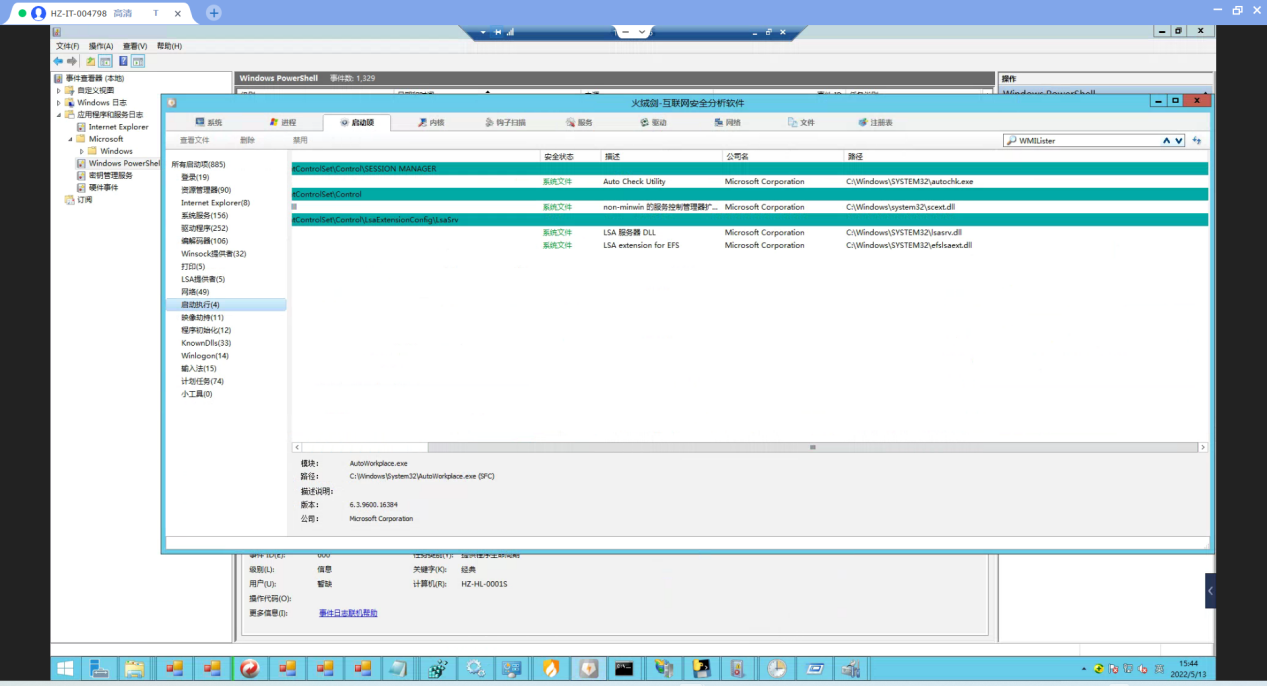 HZ-IT-004798 高清 T
文件(F) 操作(A) 查看(V) 帮助(H)
事件查看器 (本地)
自定义视图
Windows 日志
应用程序和服务日志
Internet Explorer
Microsoft
Windows
Windows PowerShel
密钥管理服务
硬件事件
订阅
Windows PowerShell 事件数: 1,329
操作
Windows PowerShell
火绒剑-互联网安全分析软件
系统 进程 启动项 内核 钩子扫描 服务 驱动 网络 文件 注册表
查看文件 删除 禁用
WMILister
所有启动项(885)
登录(19)
资源管理器(90)
Internet Explorer(8)
系统服务(156)
驱动程序(252)
编解码器(106)
Winsock提供者(32)
打印(5)
LSA提供者(5)
网络(49)
启动执行(4)
映像劫持(11)
程序初始化(12)
KnownDlls(33)
Winlogon(14)
输入法(15)
计划任务(74)
小工具(0)
安全状态 描述 公司名 路径
tControlSet\Control\SESSION MANAGER
系统文件 Auto Check Utility Microsoft Corporation C:\Windows\SYSTEM32\autochk.exe
tControlSet\Control
系统文件 non-minwin 的服务控制管理器扩... Microsoft Corporation C:\Windows\system32\scext.dll
tControlSet\Control\LsaExtensionConfig\LsaSrv
系统文件 LSA 服务器 DLL Microsoft Corporation C:\Windows\SYSTEM32\lsasrv.dll
系统文件 LSA extension for EFS Microsoft Corporation C:\Windows\SYSTEM32\efslsaext.dll
模块: AutoWorkplace.exe
路径: C:\Windows\System32\AutoWorkplace.exe (SFC)
描述说明:
版本: 6.3.9600.16384
公司: Microsoft Corporation
级别(L): 信息 关键字(K): 经典
用户(U): 暂缺 计算机(R): HZ-HL-0001S
操作代码(O):
更多信息(I): 事件日志联机帮助
15:44
2022/5/13